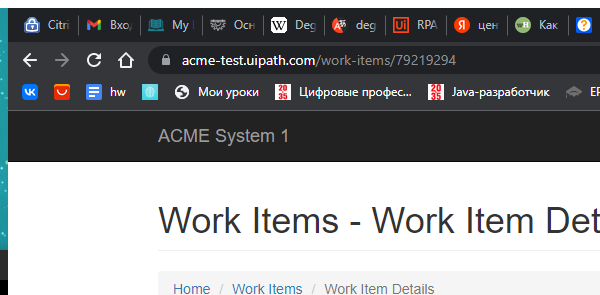 Citri Вход My Осн Deg deg RPA цен Как
acme-test.uipath.com/work-items/79219294
hw Мои уроки Цифровые професс... Java-разработчик EP
ACME System 1
Work Items - Work Item Det
Home / Work Items / Work Item Details